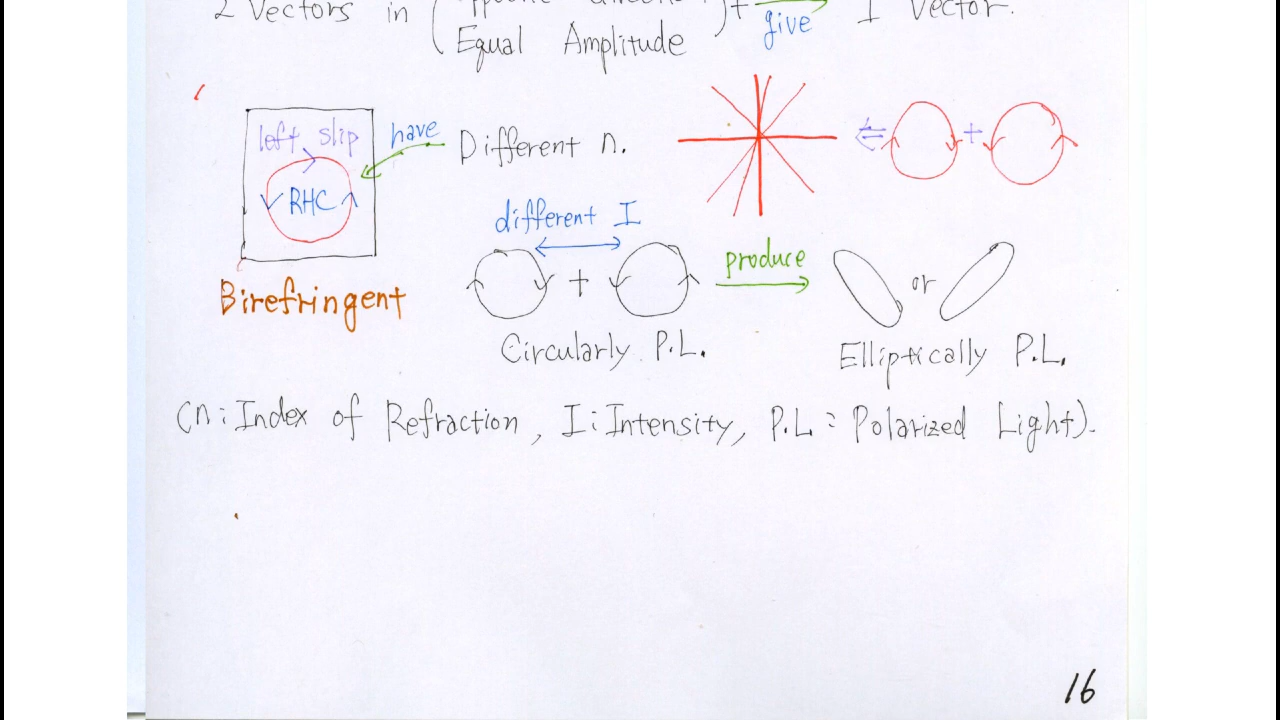 2 Vectors in + give 1 Vector.
Equal Amplitude
left slip have Different n.
RHC
different I
produce
or
Birefringent
Circularly P.L. Elliptically P.L.
(n: Index of Refraction, I: Intensity, P.L: Polarized Light).
16